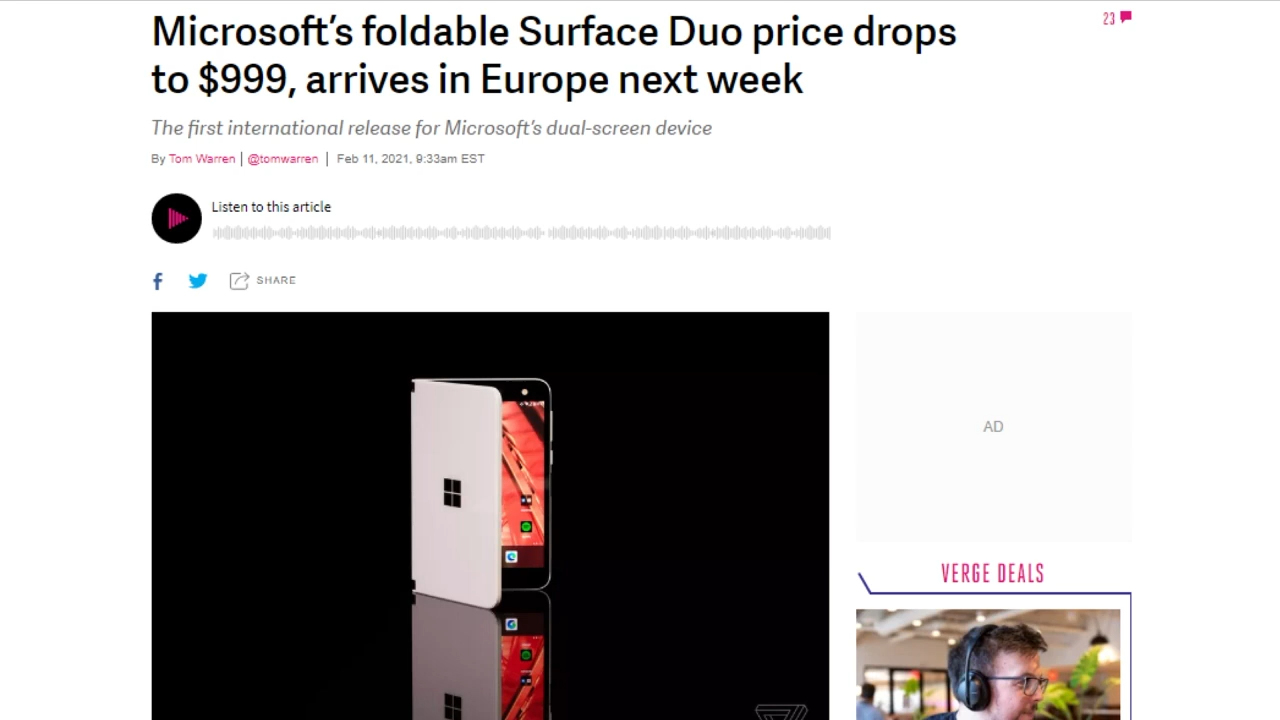 Microsoft’s foldable Surface Duo price drops
to $999, arrives in Europe next week
23
The first international release for Microsoft’s dual-screen device
By Tom Warren | @tomwarren | Feb 11, 2021, 9:33am EST
Listen to this article
SHARE
AD
VERGE DEALS